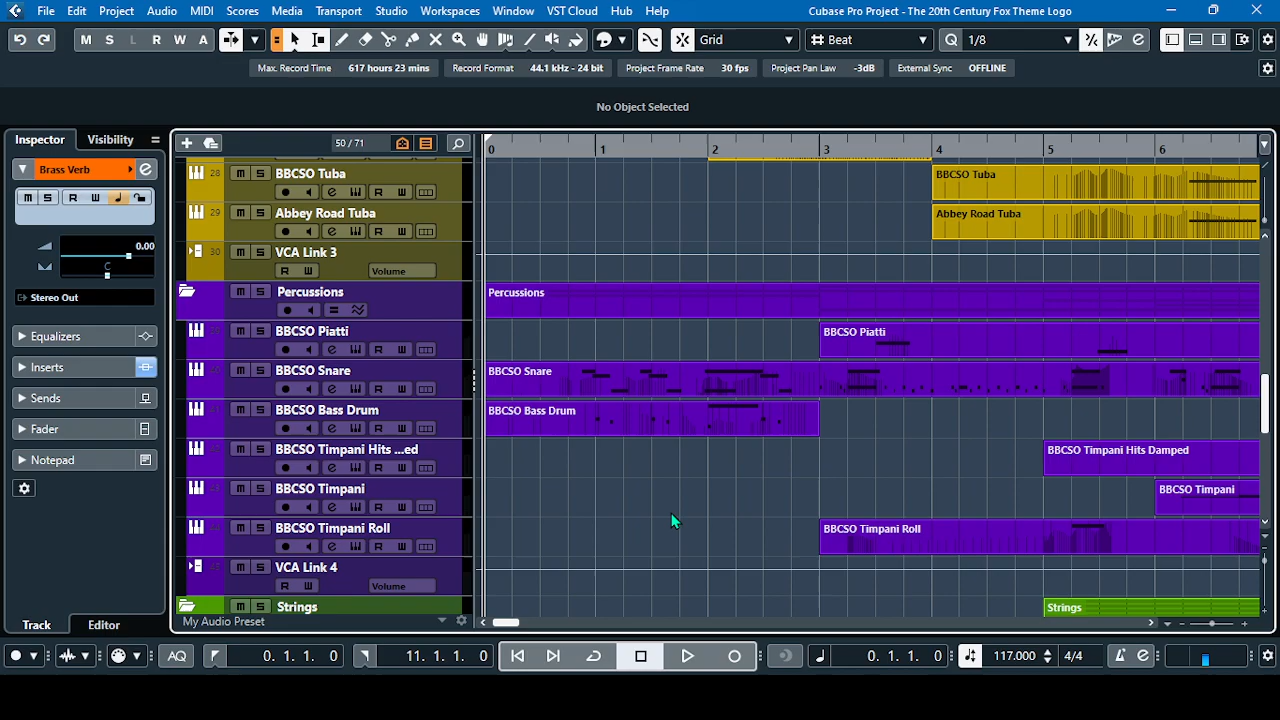 File Edit Project Audio MIDI Scores Media Transport Studio Workspaces Window VST Cloud Hub Help Cubase Pro Project - The 20th Century Fox Theme Logo
M S L R W A Grid # Beat Q 1/8
Max. Record Time 617 hours 23 mins Record Format 44.1 kHz - 24 bit Project Frame Rate 30 fps Project Pan Law -3dB External Sync OFFLINE
No Object Selected
Inspector Visibility 50 / 71
0 1 2 3 4 5 6
Brass Verb e
28 m S BBCSO Tuba BBCSO Tuba
m S R W
29 m S Abbey Road Tuba Abbey Road Tuba
0.00
C
30 m S VCA Link 3
R W Volume
Stereo Out
m S Percussions Percussions
Equalizers
m S BBCSO Piatti BBCSO Piatti
Inserts
m S BBCSO Snare BBCSO Snare
Sends
m S BBCSO Bass Drum BBCSO Bass Drum
Fader
m S BBCSO Timpani Hits ...ed BBCSO Timpani Hits Damped
Notepad
m S BBCSO Timpani BBCSO Timpani
m S BBCSO Timpani Roll BBCSO Timpani Roll
m S VCA Link 4
R W Volume
m S Strings Strings
Track Editor My Audio Preset
AQ 0. 1. 1. 0 11. 1. 1. 0 0. 1. 1. 0 117.000 4/4